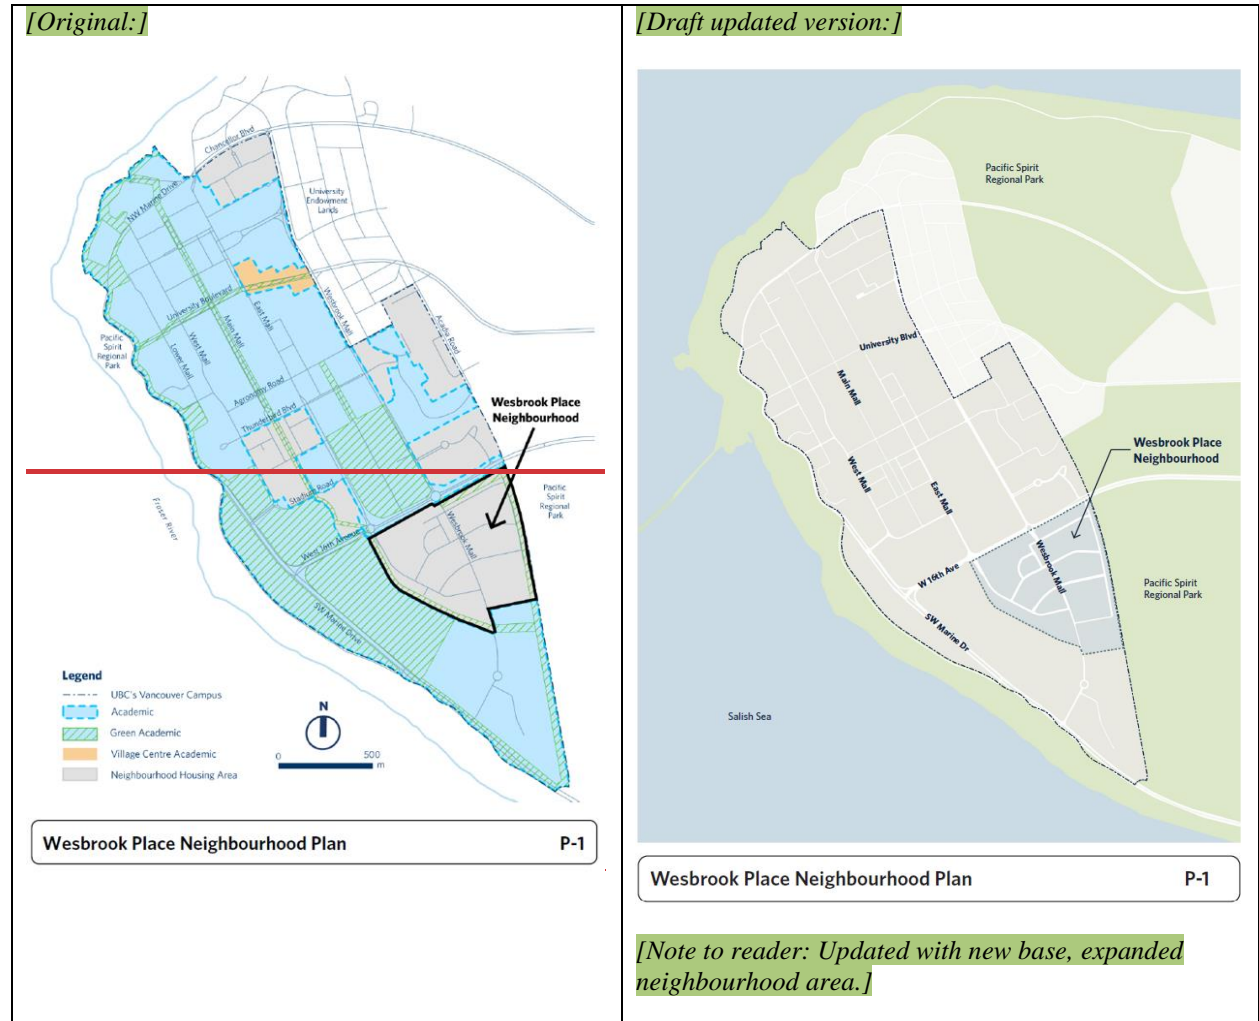 [Original:]
Chancellor Blvd
NW Marine Drive
University
Endowment
Lands
University Boulevard
East Mall
Wesbrook Mall
Main Mall
West Mall
Lower Mall
Acadia Road
Pacific
Spirit
Regional
Park
Agronomy Road
Thunderbird Blvd
Wesbrook Place
Neighbourhood
Stadium Road
Pacific
Spirit
Regional
Park
Fraser River
West 16th Avenue
Wesbrook Mall
SW Marine Drive
Legend
UBC's Vancouver Campus
Academic
Green Academic
Village Centre Academic
Neighbourhood Housing Area
N
0 500
m
Wesbrook Place Neighbourhood Plan P-1
[Draft updated version:]
Pacific Spirit
Regional Park
University Blvd
Main Mall
West Mall
East Mall
Wesbrook Place
Neighbourhood
Wesbrook Mall
W 16th Ave
Pacific Spirit
Regional Park
SW Marine Dr
Salish Sea
Wesbrook Place Neighbourhood Plan P-1
[Note to reader: Updated with new base, expanded
neighbourhood area.]